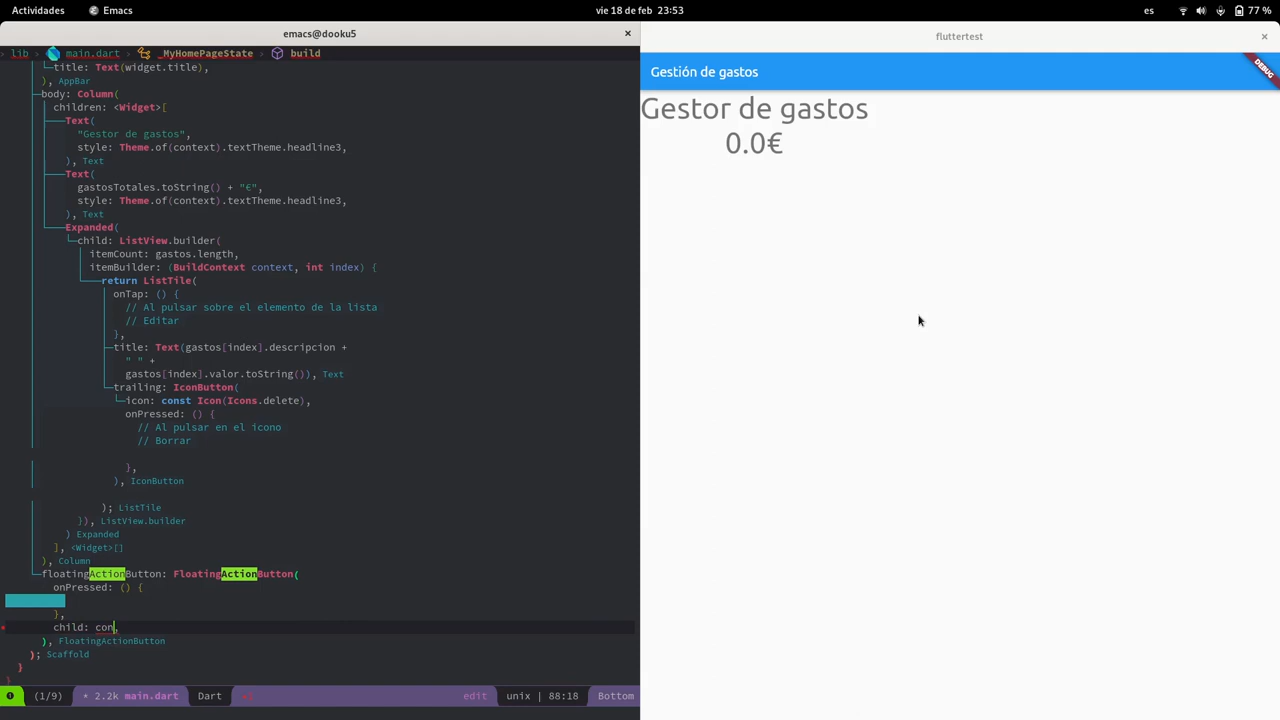 Actividades
Emacs
vie 18 de feb 23:53
es
77 %
emacs@dooku5
lib main.dart _MyHomePageState build
title: Text(widget.title),
), AppBar
body: Column(
children: <Widget>[
Text(
"Gestor de gastos",
style: Theme.of(context).textTheme.headline3,
), Text
Text(
gastosTotales.toString() + "€",
style: Theme.of(context).textTheme.headline3,
), Text
Expanded(
child: ListView.builder(
itemCount: gastos.length,
itemBuilder: (BuildContext context, int index) {
return ListTile(
onTap: () {
// Al pulsar sobre el elemento de la lista
// Editar
},
title: Text(gastos[index].descripcion +
" " +
gastos[index].valor.toString()), Text
trailing: IconButton(
icon: const Icon(Icons.delete),
onPressed: () {
// Al pulsar en el icono
// Borrar
},
), IconButton
); ListTile
}), ListView.builder
) Expanded
], <Widget>[]
), Column
floatingActionButton: FloatingActionButton(
onPressed: () {
},
child: con,
), FloatingActionButton
); Scaffold
}
}
(1/9) * 2.2k main.dart Dart edit unix | 88:18 Bottom
fluttertest
Gestión de gastos
DEBUG
Gestor de gastos
0.0€